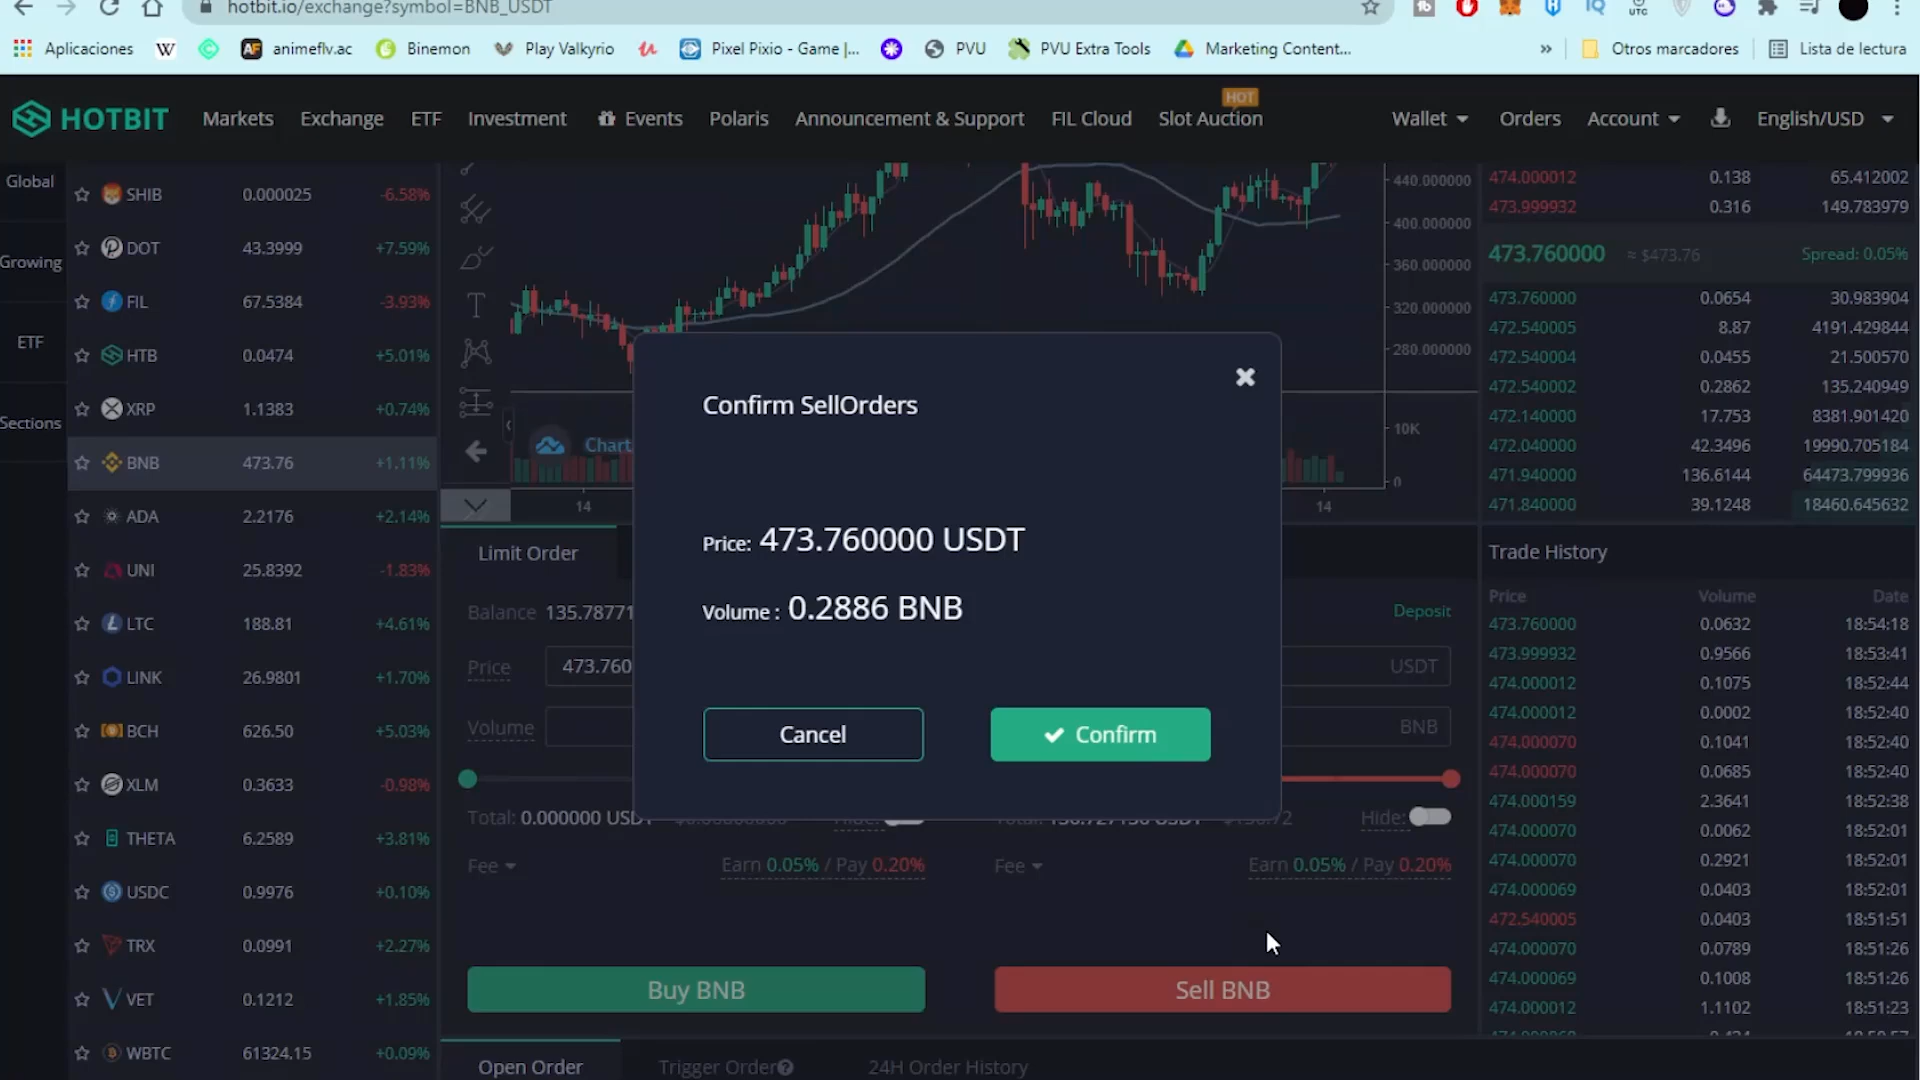 hotbit.io/exchange?symbol=BNB_USDT
Aplicaciones animeflv.ac Binemon Play Valkyrio Pixel Pixio - Game |... PVU PVU Extra Tools Marketing Content... » Otros marcadores Lista de lectura
HOT
HOTBIT Markets Exchange ETF Investment Events Polaris Announcement & Support FIL Cloud Slot Auction Wallet Orders Account English/USD
Global
Growing
ETF
Sections
SHIB 0.000025 -6.58%
DOT 43.3999 +7.59%
FIL 67.5384 -3.93%
HTB 0.0474 +5.01%
XRP 1.1383 +0.74%
BNB 473.76 +1.11%
ADA 2.2176 +2.14%
UNI 25.8392 -1.83%
LTC 188.81 +4.61%
LINK 26.9801 +1.70%
BCH 626.50 +5.03%
XLM 0.3633 -0.98%
THETA 6.2589 +3.81%
USDC 0.9976 +0.10%
TRX 0.0991 +2.27%
VET 0.1212 +1.85%
WBTC 61324.15 +0.09%
440.000000
400.000000
360.000000
320.000000
280.000000
10K
0
Chart
14 14
Confirm SellOrders
Price: 473.760000 USDT
Volume : 0.2886 BNB
Cancel Confirm
Limit Order
Balance 135.78771 Deposit
Price 473.760 USDT
Volume BNB
Total: 0.000000 USDT Hide:
Fee Earn 0.05% / Pay 0.20% Fee Earn 0.05% / Pay 0.20%
Buy BNB Sell BNB
Open Order Trigger Order 24H Order History
474.000012 0.138 65.412002
473.999932 0.316 149.783979
473.760000 ≈ $473.76 Spread: 0.05%
473.760000 0.0654 30.983904
472.540005 8.87 4191.429844
472.540004 0.0455 21.500570
472.540002 0.2862 135.240949
472.140000 17.753 8381.901420
472.040000 42.3496 19990.705184
471.940000 136.6144 64473.799936
471.840000 39.1248 18460.645632
Trade History
Price Volume Date
473.760000 0.0632 18:54:18
473.999932 0.9566 18:53:41
474.000012 0.1075 18:52:44
474.000012 0.0002 18:52:40
474.000070 0.1041 18:52:40
474.000070 0.0685 18:52:40
474.000159 2.3641 18:52:38
474.000070 0.0062 18:52:01
474.000070 0.2921 18:52:01
474.000069 0.0403 18:52:01
472.540005 0.0403 18:51:51
474.000070 0.0789 18:51:26
474.000069 0.1008 18:51:26
474.000012 1.1102 18:51:23